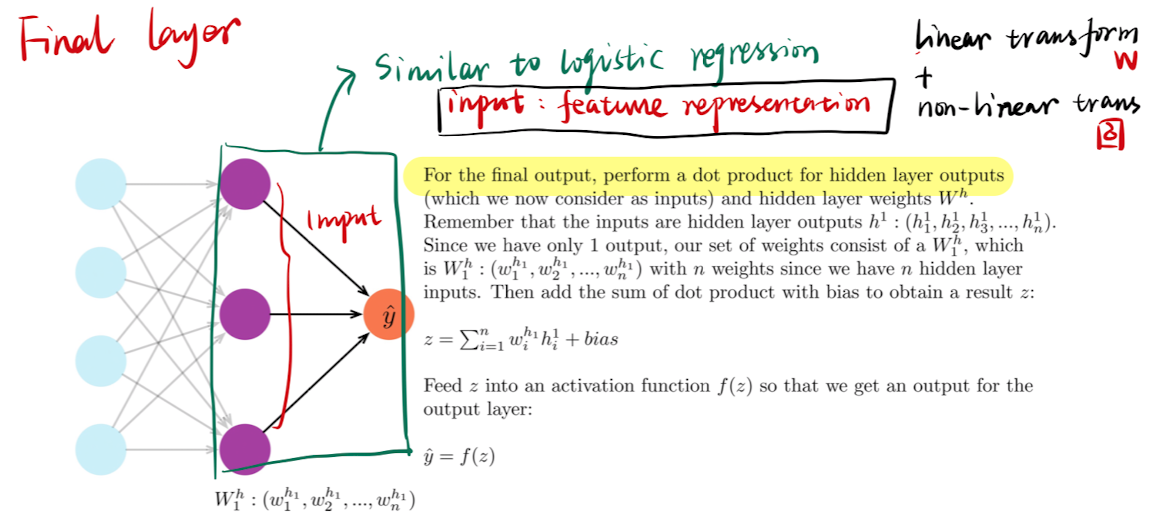 Final layer
Similar to logistic regression
input : feature representation
Linear transform
W
+
non-linear trans
For the final output, perform a dot product for hidden layer outputs
(which we now consider as inputs) and hidden layer weights W^h.
Remember that the inputs are hidden layer outputs h^1 : (h_1^1, h_2^1, h_3^1, ..., h_n^1).
Since we have only 1 output, our set of weights consist of a W_1^h, which
is W_1^h : (w_1^{h_1}, w_2^{h_1}, ..., w_n^{h_1}) with n weights since we have n hidden layer
inputs. Then add the sum of dot product with bias to obtain a result z:
z = ∑_{i=1}^n w_i^{h_1} h_i^1 + bias
Feed z into an activation function f(z) so that we get an output for the
output layer:
ŷ = f(z)
Input
ŷ
W_1^h : (w_1^{h_1}, w_2^{h_1}, ..., w_n^{h_1})